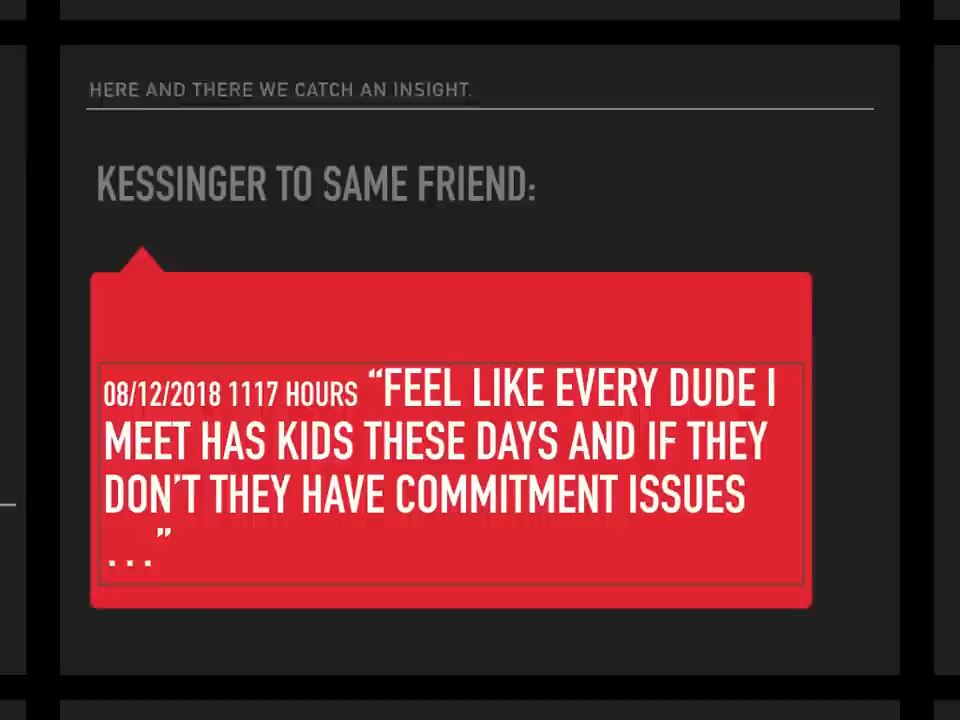 HERE AND THERE WE CATCH AN INSIGHT.
KESSINGER TO SAME FRIEND:
08/12/2018 1117 HOURS “FEEL LIKE EVERY DUDE I
MEET HAS KIDS THESE DAYS AND IF THEY
DON’T THEY HAVE COMMITMENT ISSUES
...”